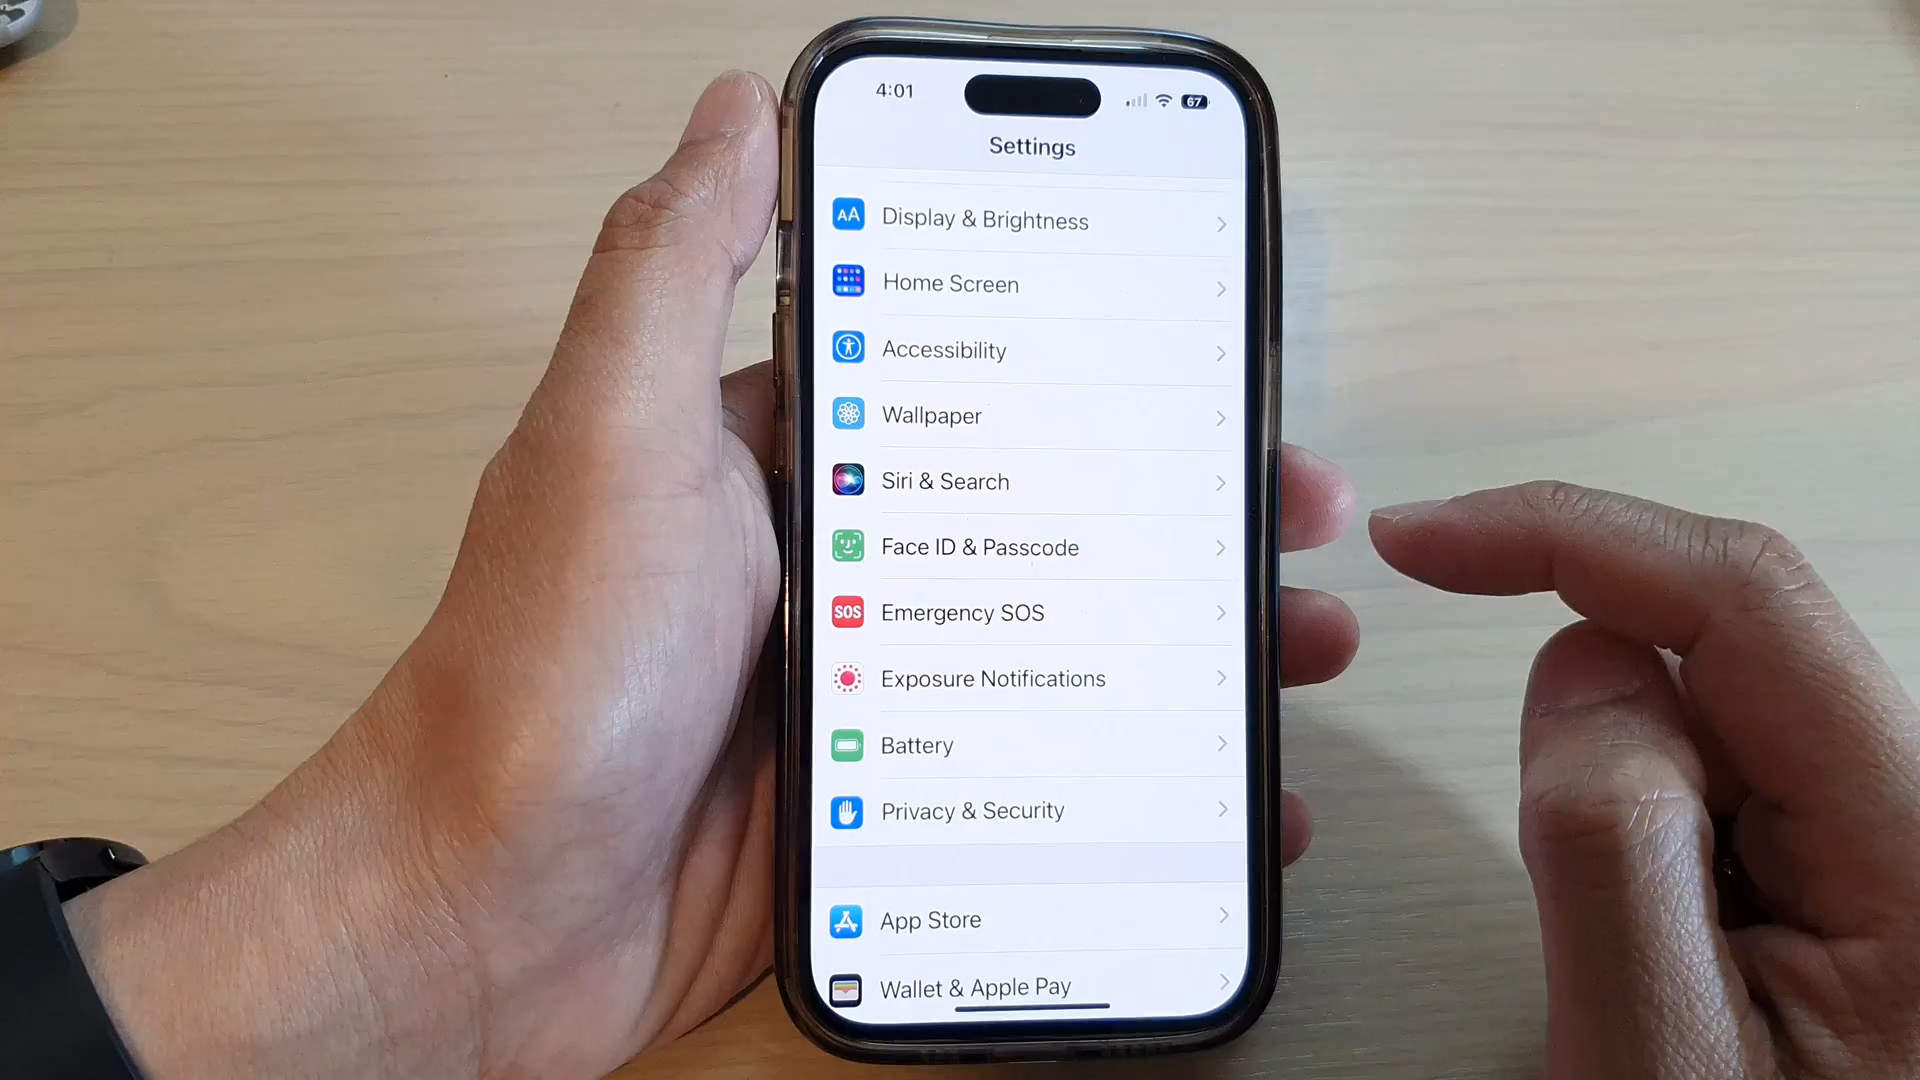 4:01
67
Settings
AA Display & Brightness
Home Screen
Accessibility
Wallpaper
Siri & Search
Face ID & Passcode
SOS Emergency SOS
Exposure Notifications
Battery
Privacy & Security
App Store
Wallet & Apple Pay